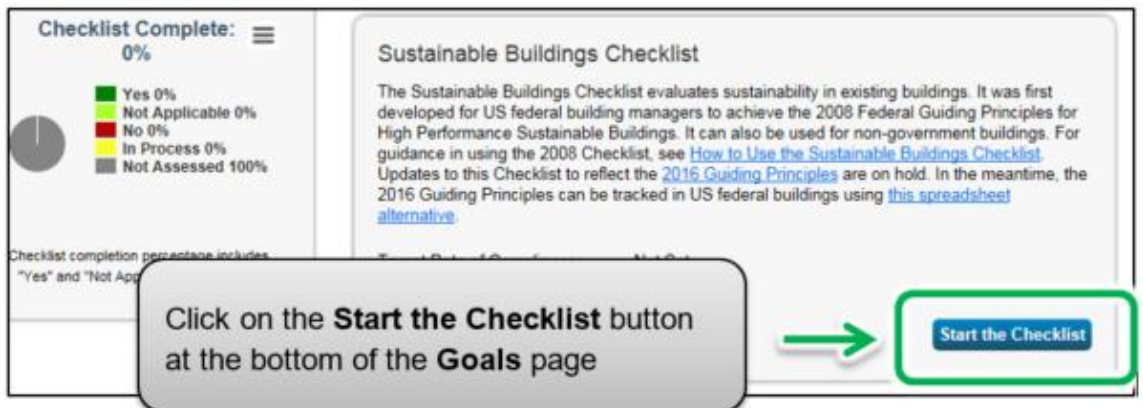 Checklist Complete:
0%
Yes 0%
Not Applicable 0%
No 0%
In Process 0%
Not Assessed 100%
Checklist completion percentage includes
"Yes" and "Not App
Sustainable Buildings Checklist
The Sustainable Buildings Checklist evaluates sustainability in existing buildings. It was first
developed for US federal building managers to achieve the 2008 Federal Guiding Principles for
High Performance Sustainable Buildings. It can also be used for non-government buildings. For
guidance in using the 2008 Checklist, see How to Use the Sustainable Buildings Checklist.
Updates to this Checklist to reflect the 2016 Guiding Principles are on hold. In the meantime, the
2016 Guiding Principles can be tracked in US federal buildings using this spreadsheet
alternative.
Click on the Start the Checklist button
at the bottom of the Goals page
Start the Checklist